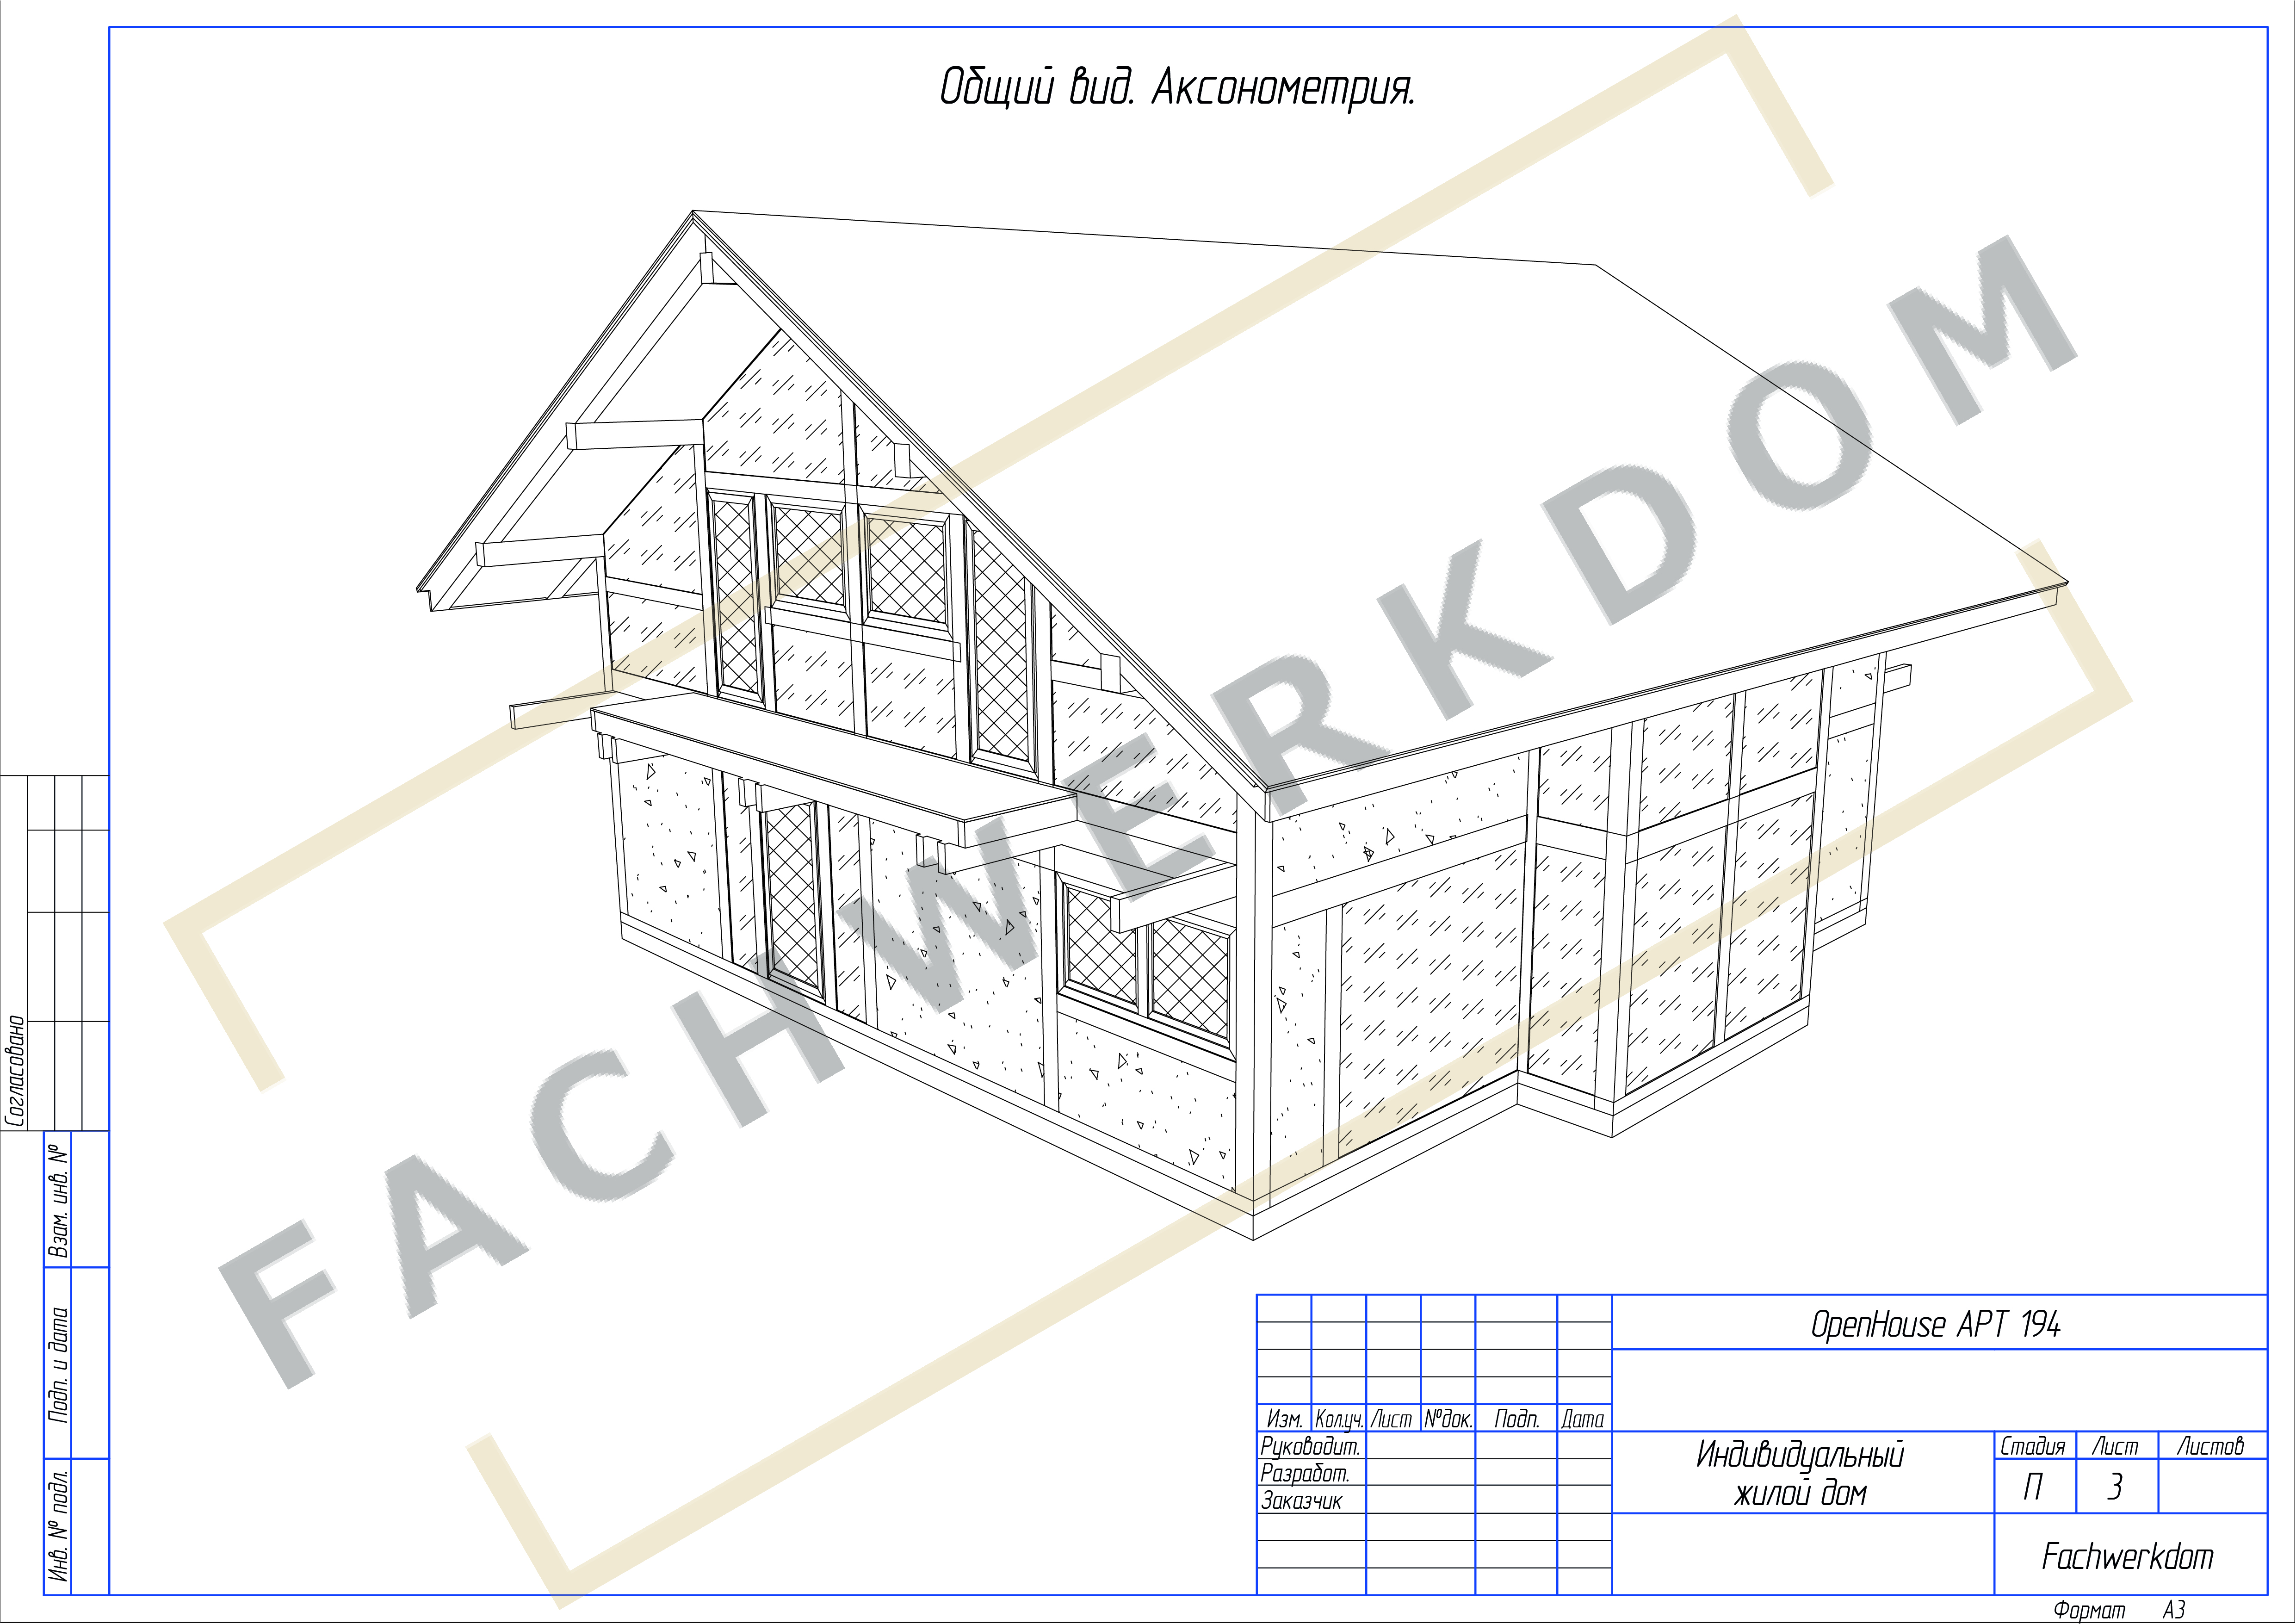 Общий вид. Аксонометрия.
FACHWERKDOM
Согласовано
Взам. инв. №
Подп. и дата
Инв. № подл.
OpenHouse АРТ 194
Изм. Кол.уч. Лист №док. Подп. Дата
Руководит.
Разработ.
Заказчик
Индивидуальный
жилой дом
Стадия Лист Листов
П 3
Fachwerkdom
Формат А3